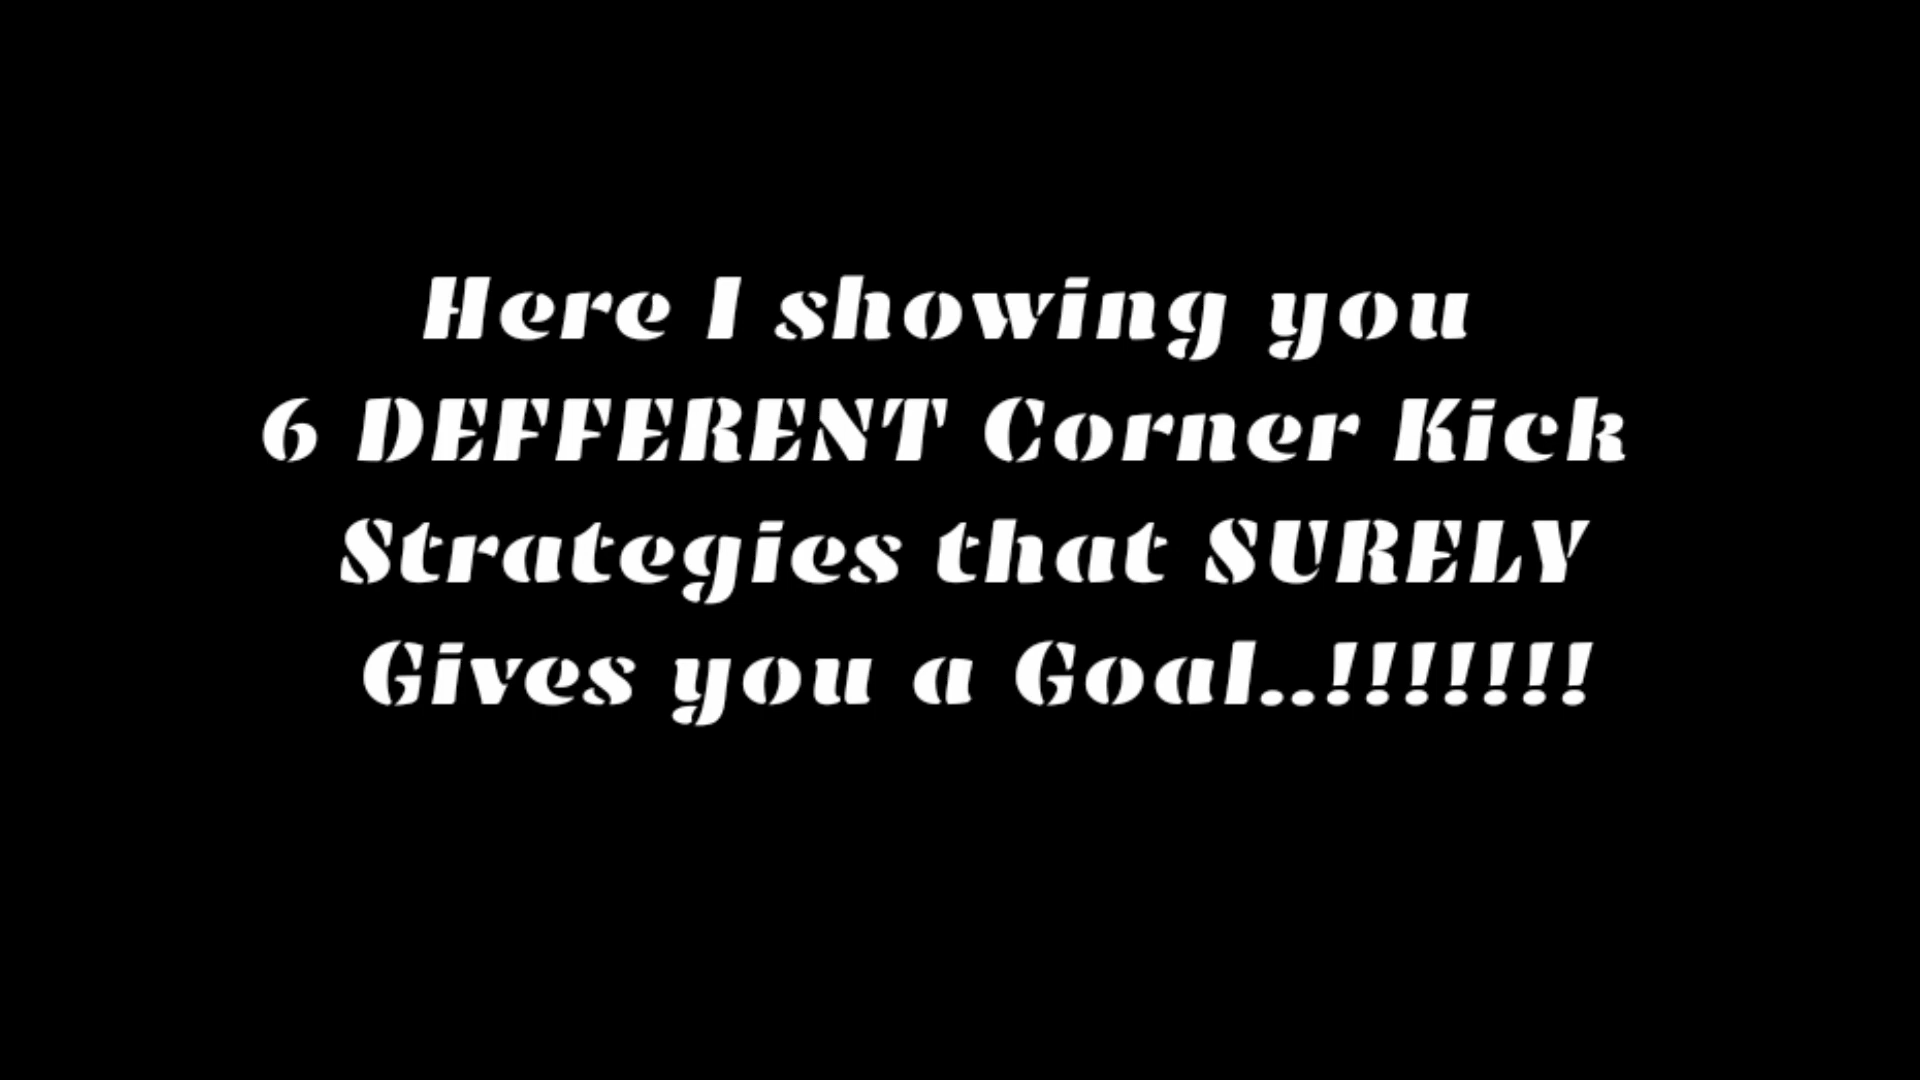 Here I showing you
6 DEFFERENT Corner Kick
Strategies that SURELY
Gives you a Goal..!!!!!!!